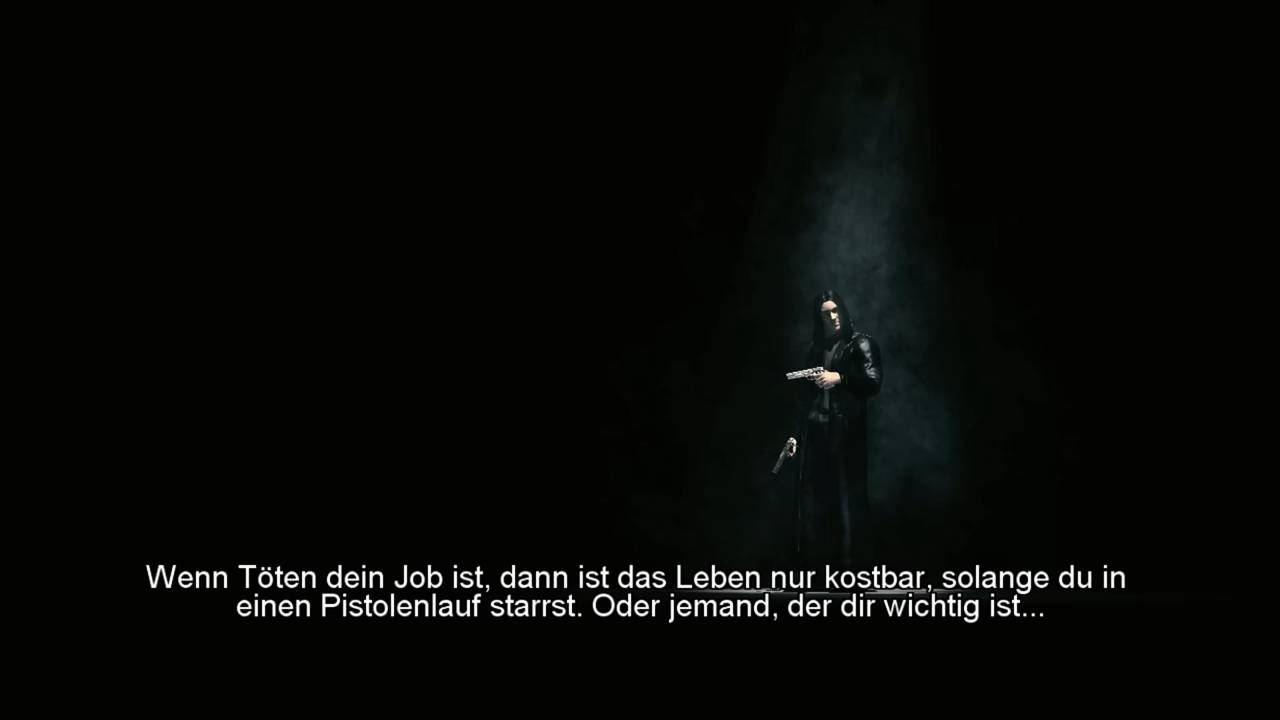 Wenn Töten dein Job ist, dann ist das Leben nur kostbar, solange du in
einen Pistolenlauf starrst. Oder jemand, der dir wichtig ist...